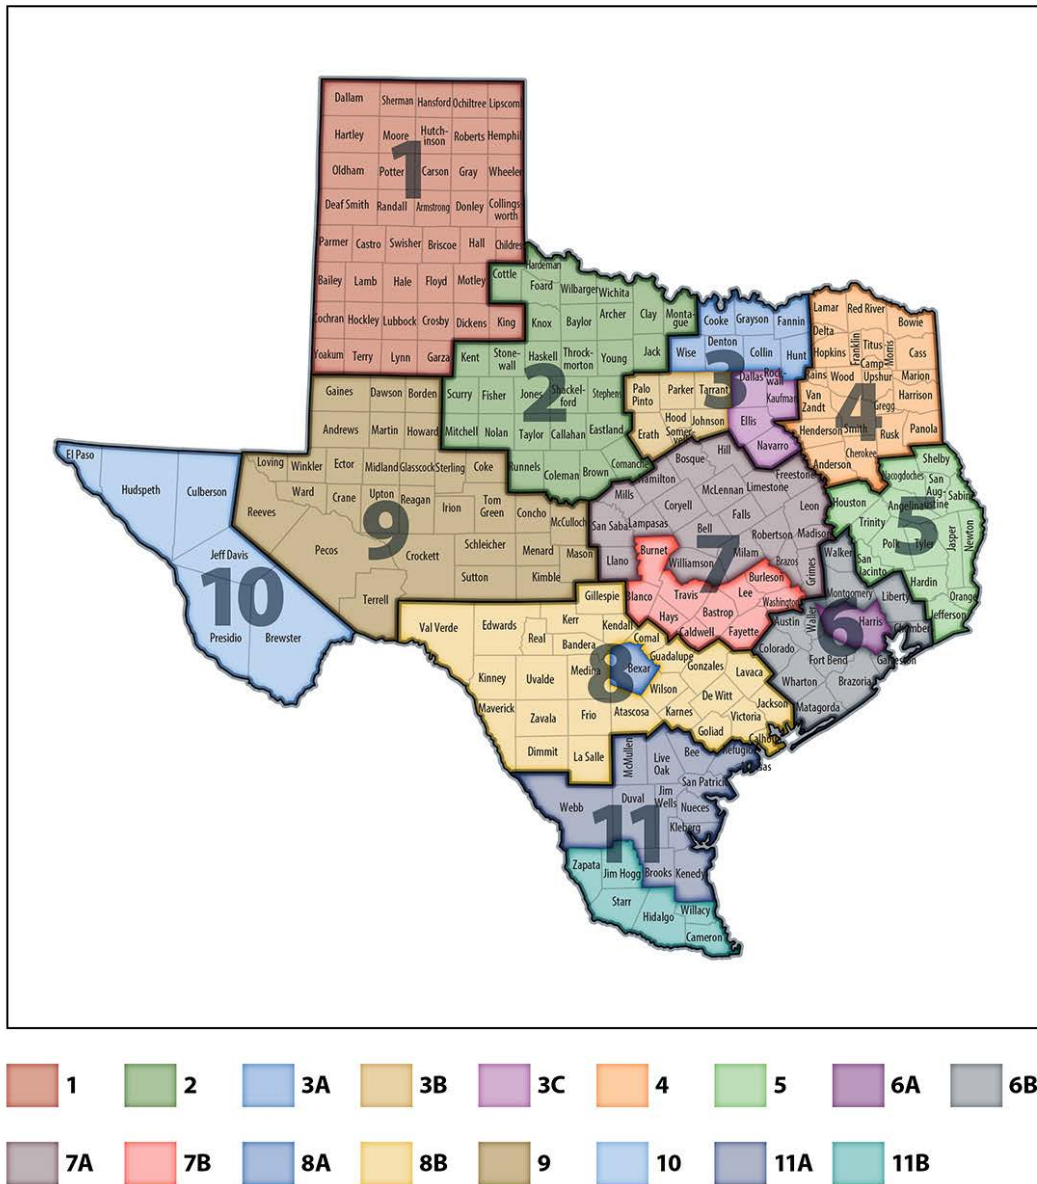 Dallam Sherman Hansford Ochiltree Lipscom
Hartley Moore Hutch-
inson Roberts Hemphil
1
Oldham Potter Carson Gray Wheeler
Deaf Smith Randall Armstrong Donley Collings-
worth
Parmer Castro Swisher Briscoe Hall Childres
Bailey Lamb Hale Floyd Motley
Cochran Hockley Lubbock Crosby Dickens King
Yoakum Terry Lynn Garza
Cottle Hardeman
Foard Wilbarger Wichita
Knox Baylor Archer Clay Monta-
gue
Kent Stone-
wall Haskell Throck-
morton Young Jack
2
Scurry Fisher Jones Shackel-
ford Stephens
Mitchell Nolan Taylor Callahan Eastland
Runnels Coleman Brown Comanche
Cooke Grayson Fannin
Wise Denton Collin Hunt
3
Palo
Pinto Parker Tarrant
Hood Johnson
Erath Somer-
vell
Dallas Rock-
wall
Kaufman
Ellis
Navarro
Lamar Red River
Bowie
Delta
Hopkins Franklin Titus Morris Cass
Camp
Rains Wood Upshur Marion
4
Van
Zandt Gregg Harrison
Henderson Smith Rusk Panola
Cherokee
Anderson
Shelby
Nacogdoches San
Aug-
ustine Sabine
Houston Angelina
5
Trinity
Polk Tyler Jasper Newton
San
Jacinto
Hardin
Orange
Jefferson
Walker
Montgomery Liberty
6
Austin Waller Harris Chamber
Colorado
Fort Bend Galveston
Wharton Brazoria
Matagorda
Bosque Hill
Hamilton Freestone
Mills McLennan Limestone
Coryell Leon
San Saba Lampasas Falls
Bell Robertson Madison
7
Llano Milam Brazos Grimes
Burnet Williamson
Burleson
Blanco Travis Lee
Washington
Hays Bastrop
Caldwell Fayette
Gaines Dawson Borden
Andrews Martin Howard
Loving Winkler Ector Midland Glasscock Sterling Coke
Ward Crane Upton Reagan Tom
Green
Reeves Irion Concho
McCulloch
9
Pecos Crockett Schleicher Menard Mason
Sutton Kimble
Terrell
El Paso
Hudspeth Culberson
Jeff Davis
10
Presidio Brewster
Gillespie
Val Verde Edwards Kerr Kendall
Real Comal
Bandera
Guadalupe
8
Kinney Uvalde Medina Bexar Gonzales Lavaca
Wilson
Maverick De Witt
Zavala Frio Atascosa Karnes Jackson
Victoria
Goliad
Dimmit La Salle
McMullen Live
Oak Bee
San Patric
Webb Duval Jim
Wells Nueces
11
Kleberg
Zapata Jim Hogg Brooks Kenedy
Starr
Hidalgo Willacy
Cameron
1 2 3A 3B 3C 4 5 6A 6B
7A 7B 8A 8B 9 10 11A 11B